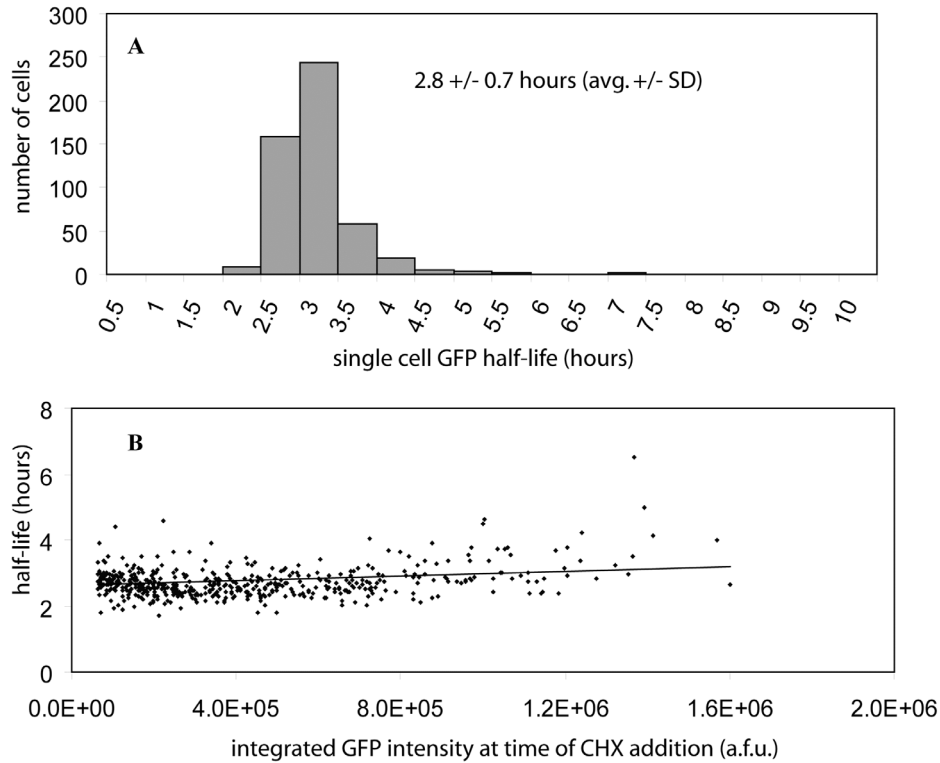 300
250
200
150
100
50
0
number of cells
A
2.8 +/- 0.7 hours (avg. +/- SD)
0.5 1 1.5 2 2.5 3 3.5 4 4.5 5 5.5 6 6.5 7 7.5 8 8.5 9 9.5 10
single cell GFP half-life (hours)
8
6
4
2
0
half-life (hours)
B
0.0E+00 4.0E+05 8.0E+05 1.2E+06 1.6E+06 2.0E+06
integrated GFP intensity at time of CHX addition (a.f.u.)